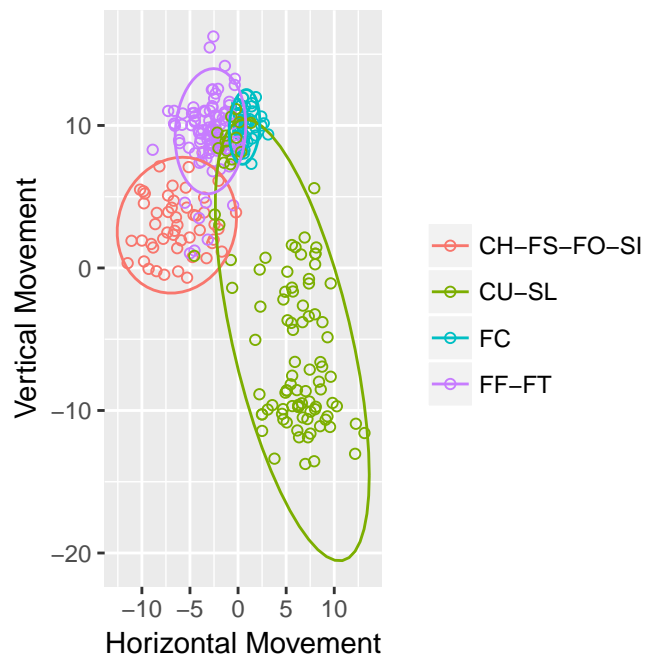 10
0
−10
−20
Vertical Movement
−10 −5 0 5 10
Horizontal Movement
CH−FS−FO−SI
CU−SL
FC
FF−FT